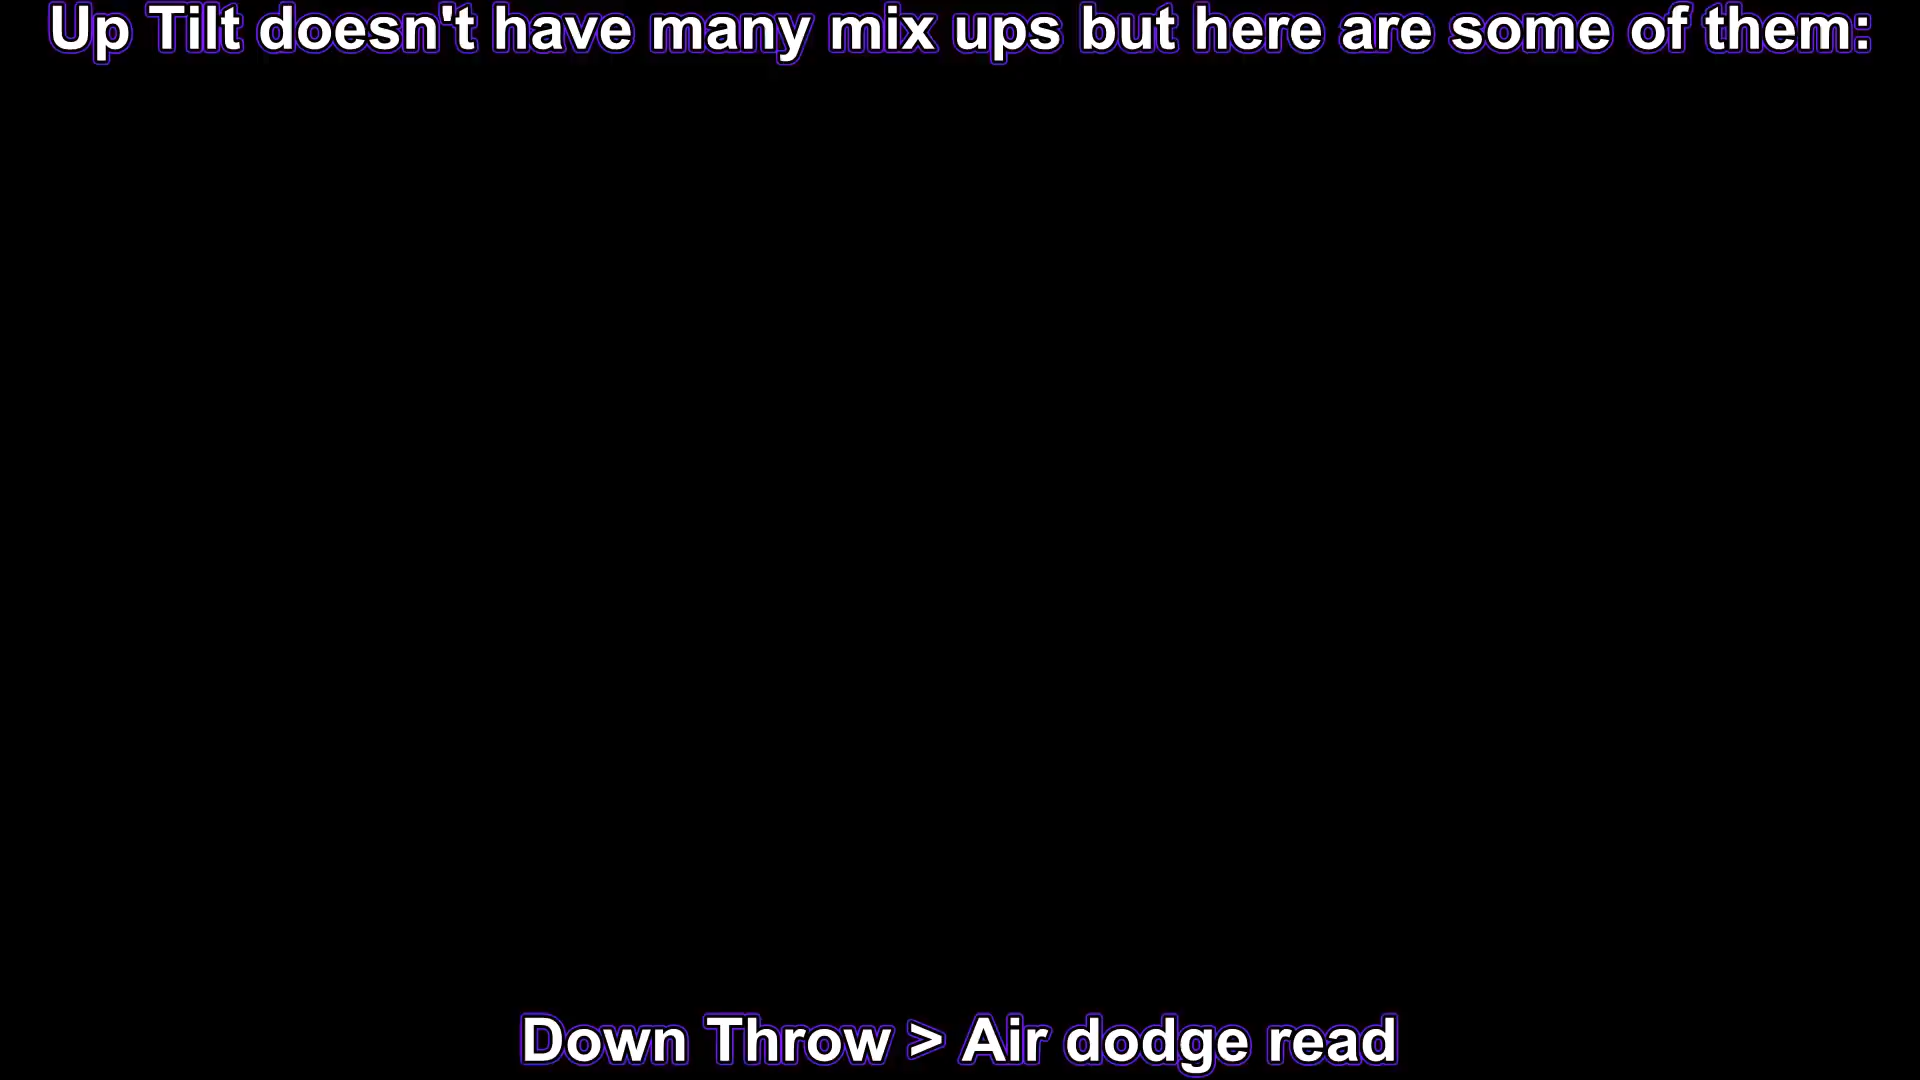 Up Tilt doesn't have many mix ups but here are some of them:
Down Throw > Air dodge read